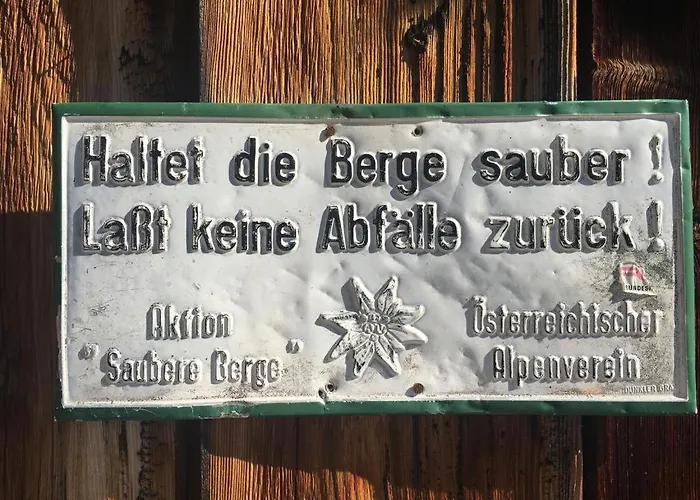 Haltet die Berge sauber !
Laßt keine Abfälle zurück !
Aktion
"Saubere Berge"
Österreichischer
Alpenverein